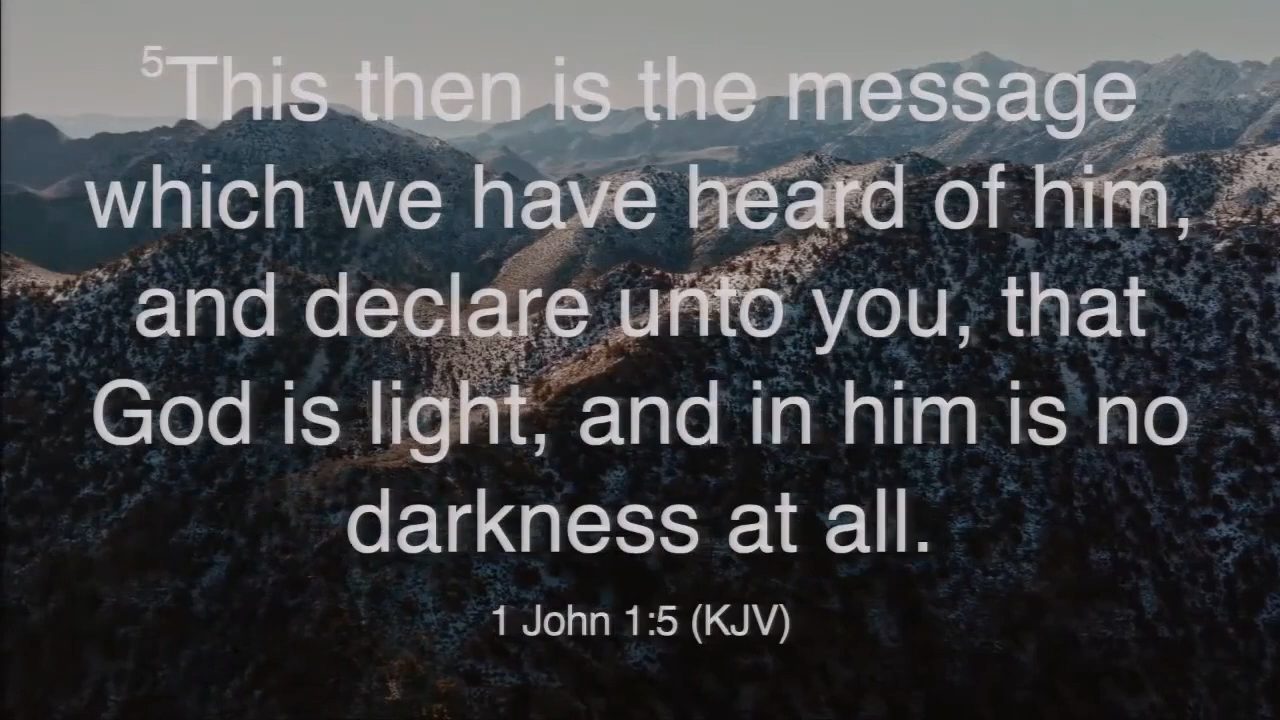 5This then is the message
which we have heard of him,
and declare unto you, that
God is light, and in him is no
darkness at all.
1 John 1:5 (KJV)